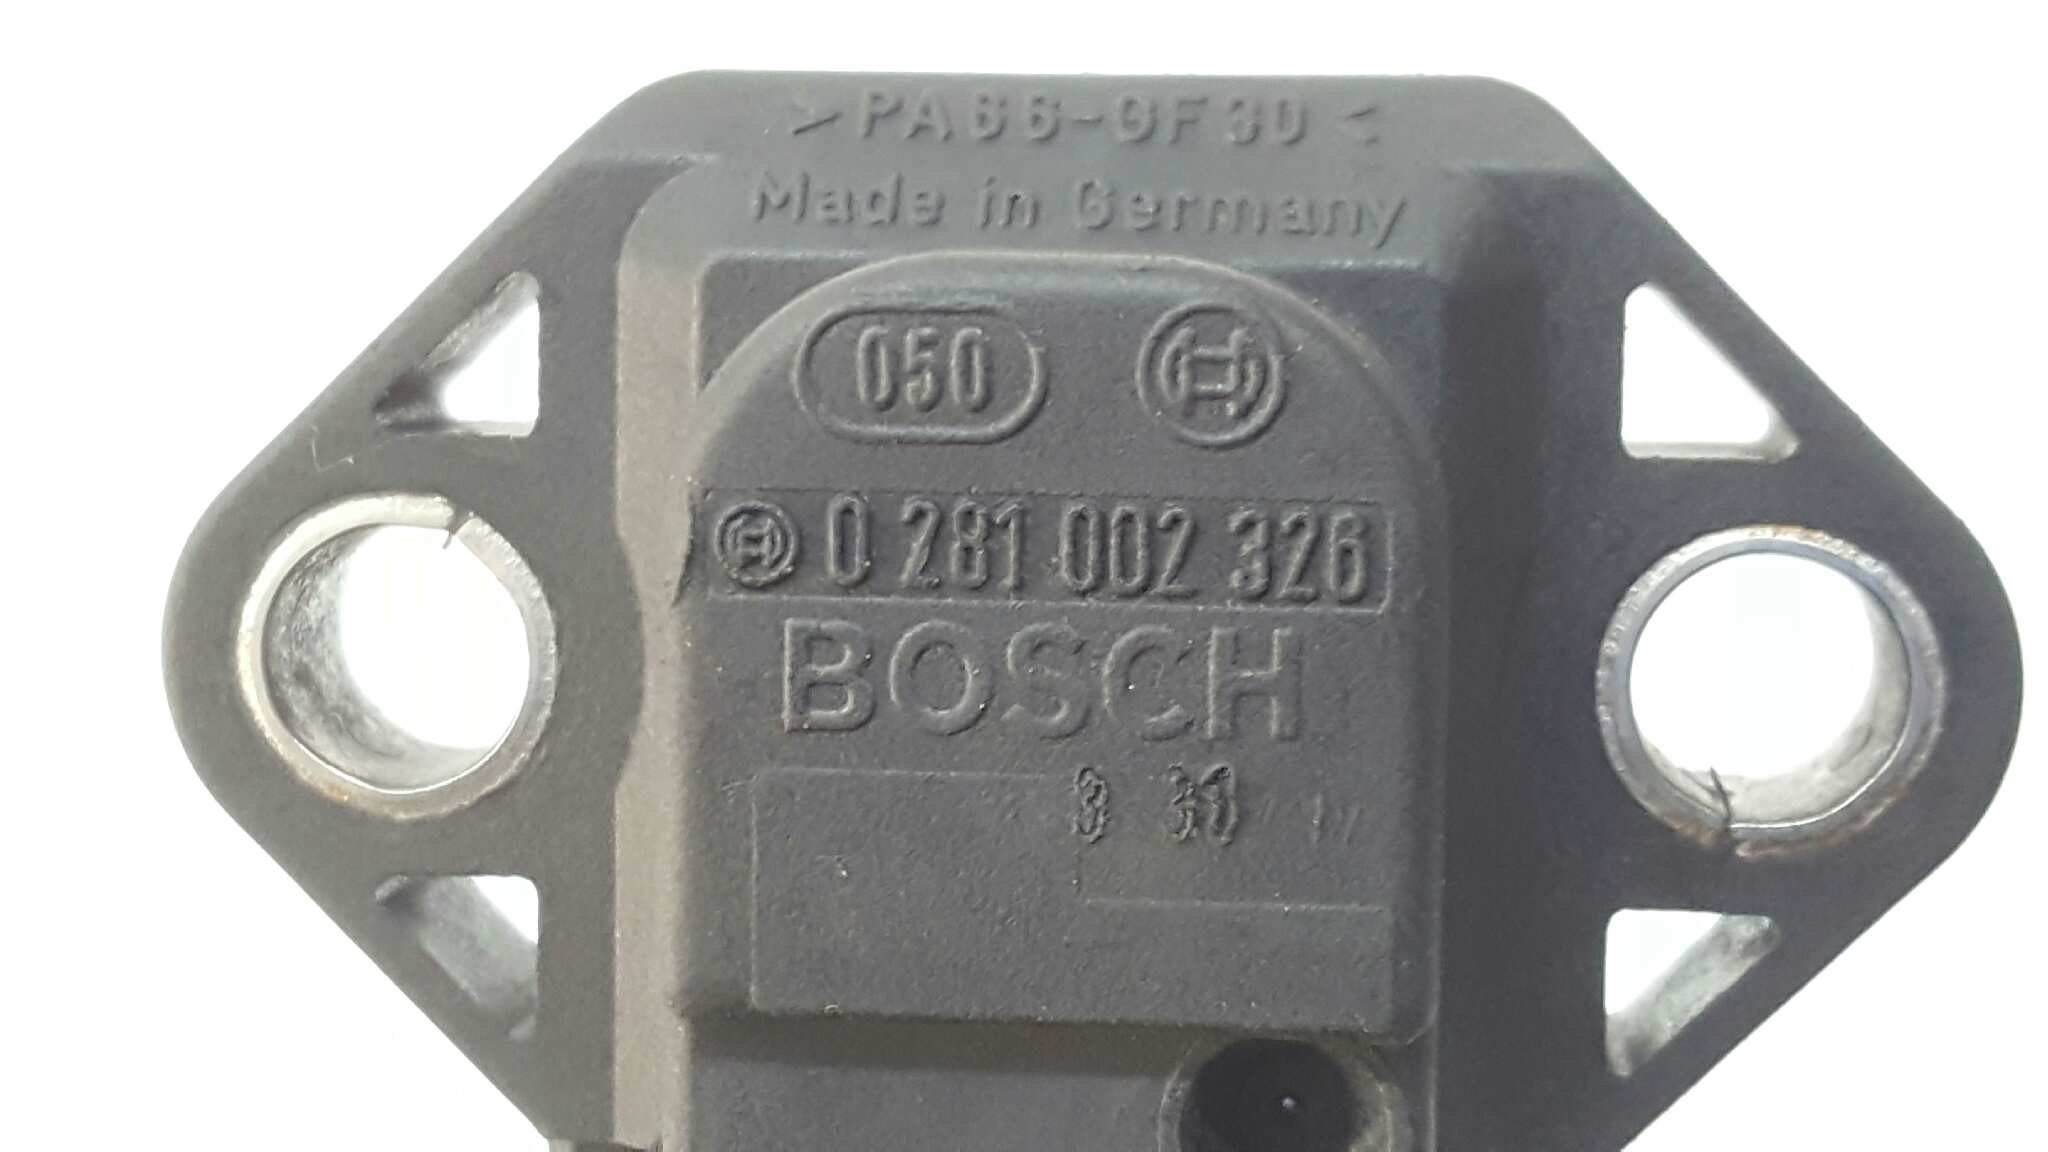 >PA66-GF30<
Made in Germany
050
0 281 002 326
BOSCH